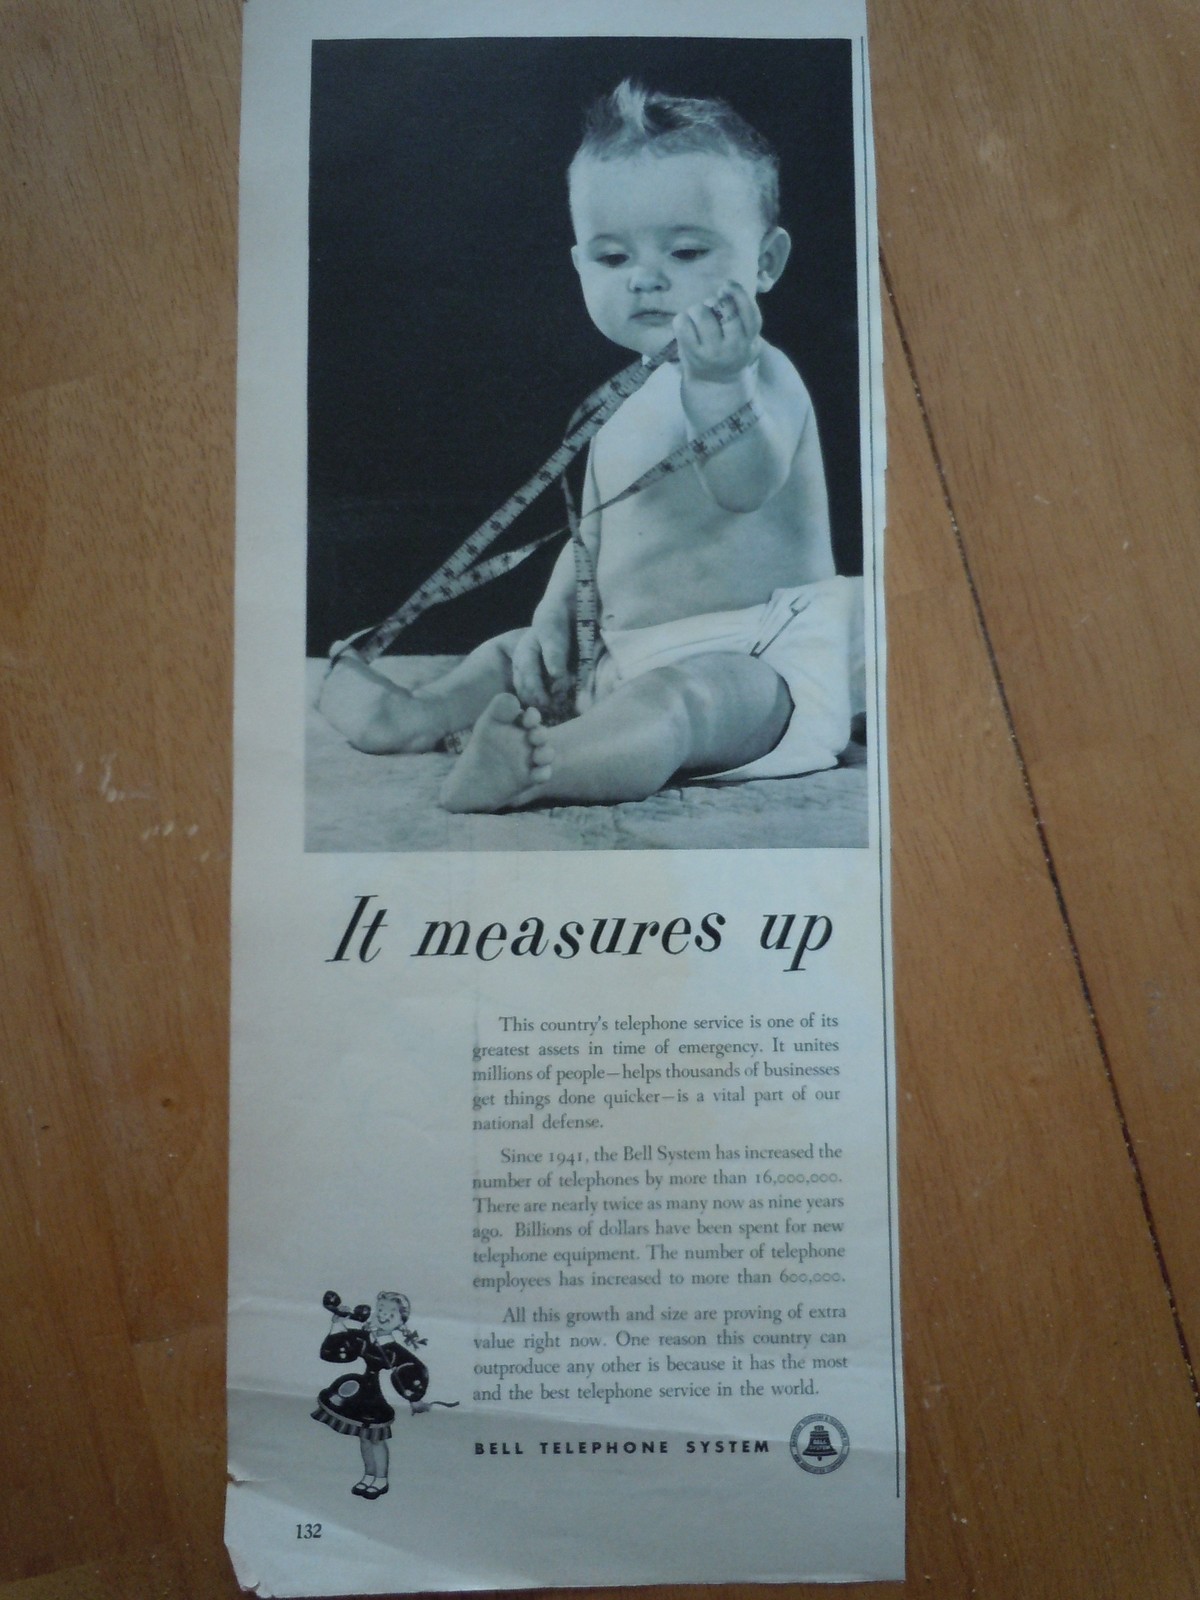 It measures up
This country's telephone service is one of its
greatest assets in time of emergency. It unites
millions of people—helps thousands of businesses
get things done quicker—is a vital part of our
national defense.
Since 1941, the Bell System has increased the
number of telephones by more than 16,000,000.
There are nearly twice as many now as nine years
ago. Billions of dollars have been spent for new
telephone equipment. The number of telephone
employees has increased to more than 600,000.
All this growth and size are proving of extra
value right now. One reason this country can
outproduce any other is because it has the most
and the best telephone service in the world.
BELL TELEPHONE SYSTEM
BELL
SYSTEM
132